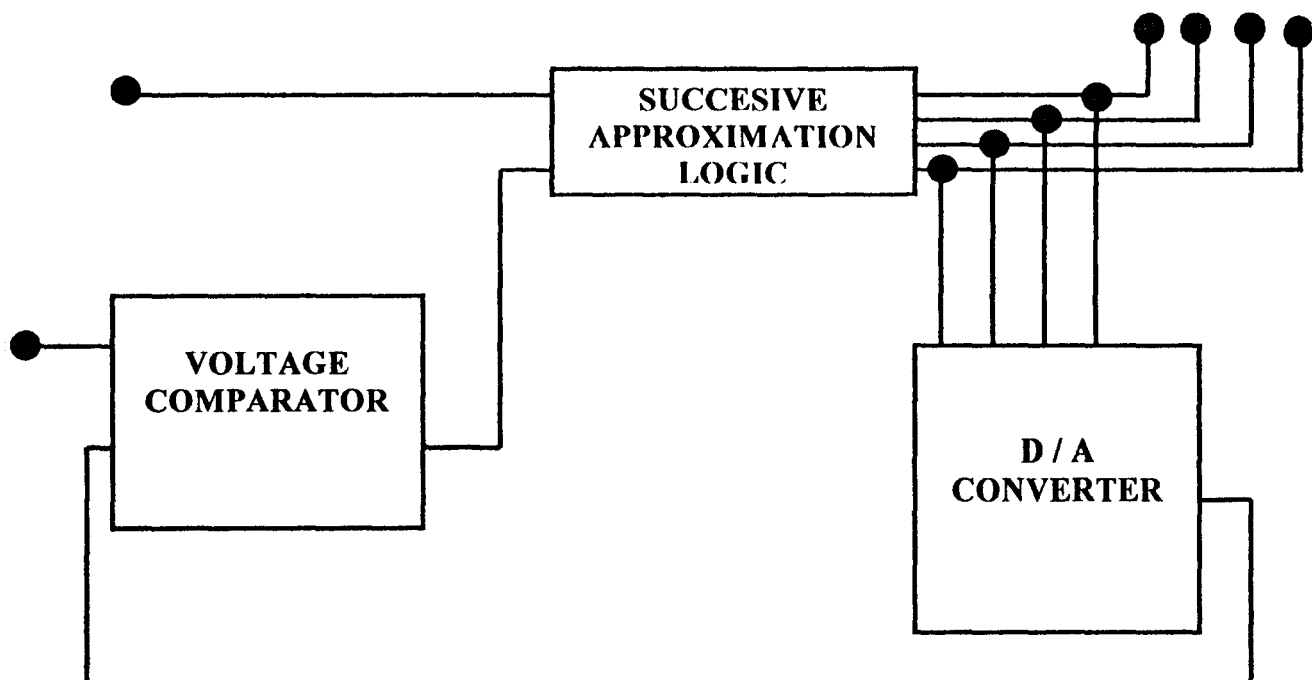 SUCCESIVE
APPROXIMATION
LOGIC
VOLTAGE
COMPARATOR
D / A
CONVERTER